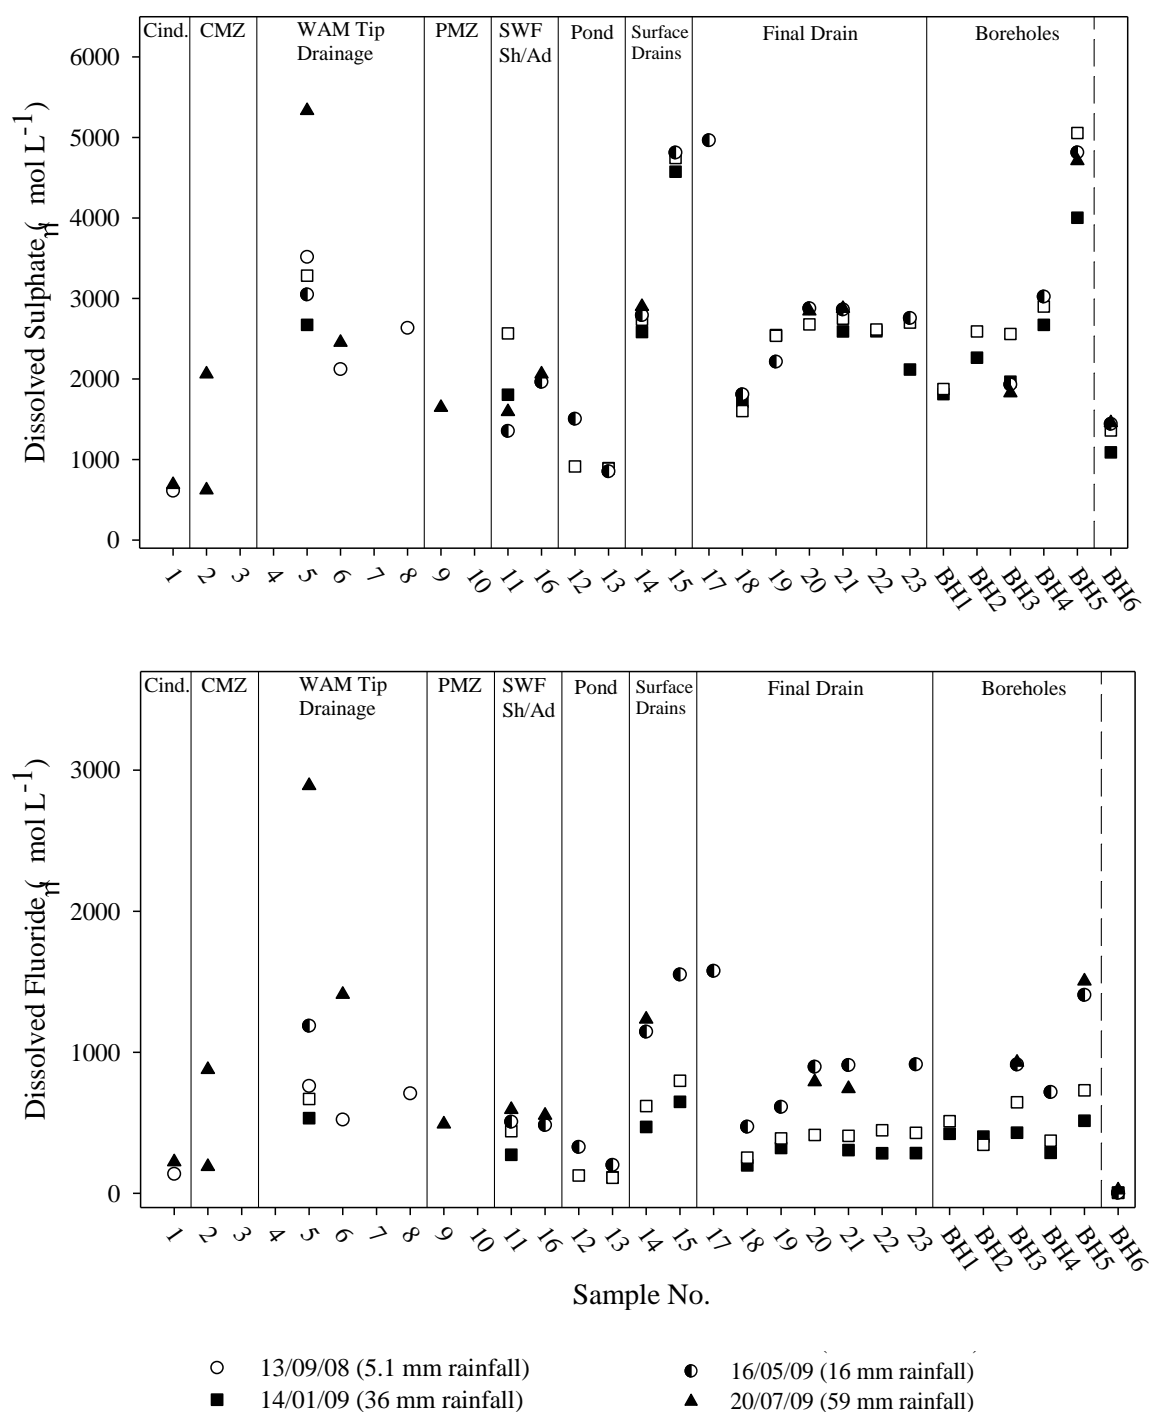 Cind. CMZ WAM Tip Drainage PMZ SWF Sh/Ad Pond Surface Drains Final Drain Boreholes
Dissolved Sulphate ( mol L-1)
6000
5000
4000
3000
2000
1000
0
1 2 3 4 5 6 7 8 9 10 11 16 12 13 14 15 17 18 19 20 21 22 23 BH1 BH2 BH3 BH4 BH5 BH6
Cind. CMZ WAM Tip Drainage PMZ SWF Sh/Ad Pond Surface Drains Final Drain Boreholes
Dissolved Fluoride ( mol L-1)
3000
2000
1000
0
1 2 3 4 5 6 7 8 9 10 11 16 12 13 14 15 17 18 19 20 21 22 23 BH1 BH2 BH3 BH4 BH5 BH6
Sample No.
13/09/08 (5.1 mm rainfall)
14/01/09 (36 mm rainfall)
16/05/09 (16 mm rainfall)
20/07/09 (59 mm rainfall)